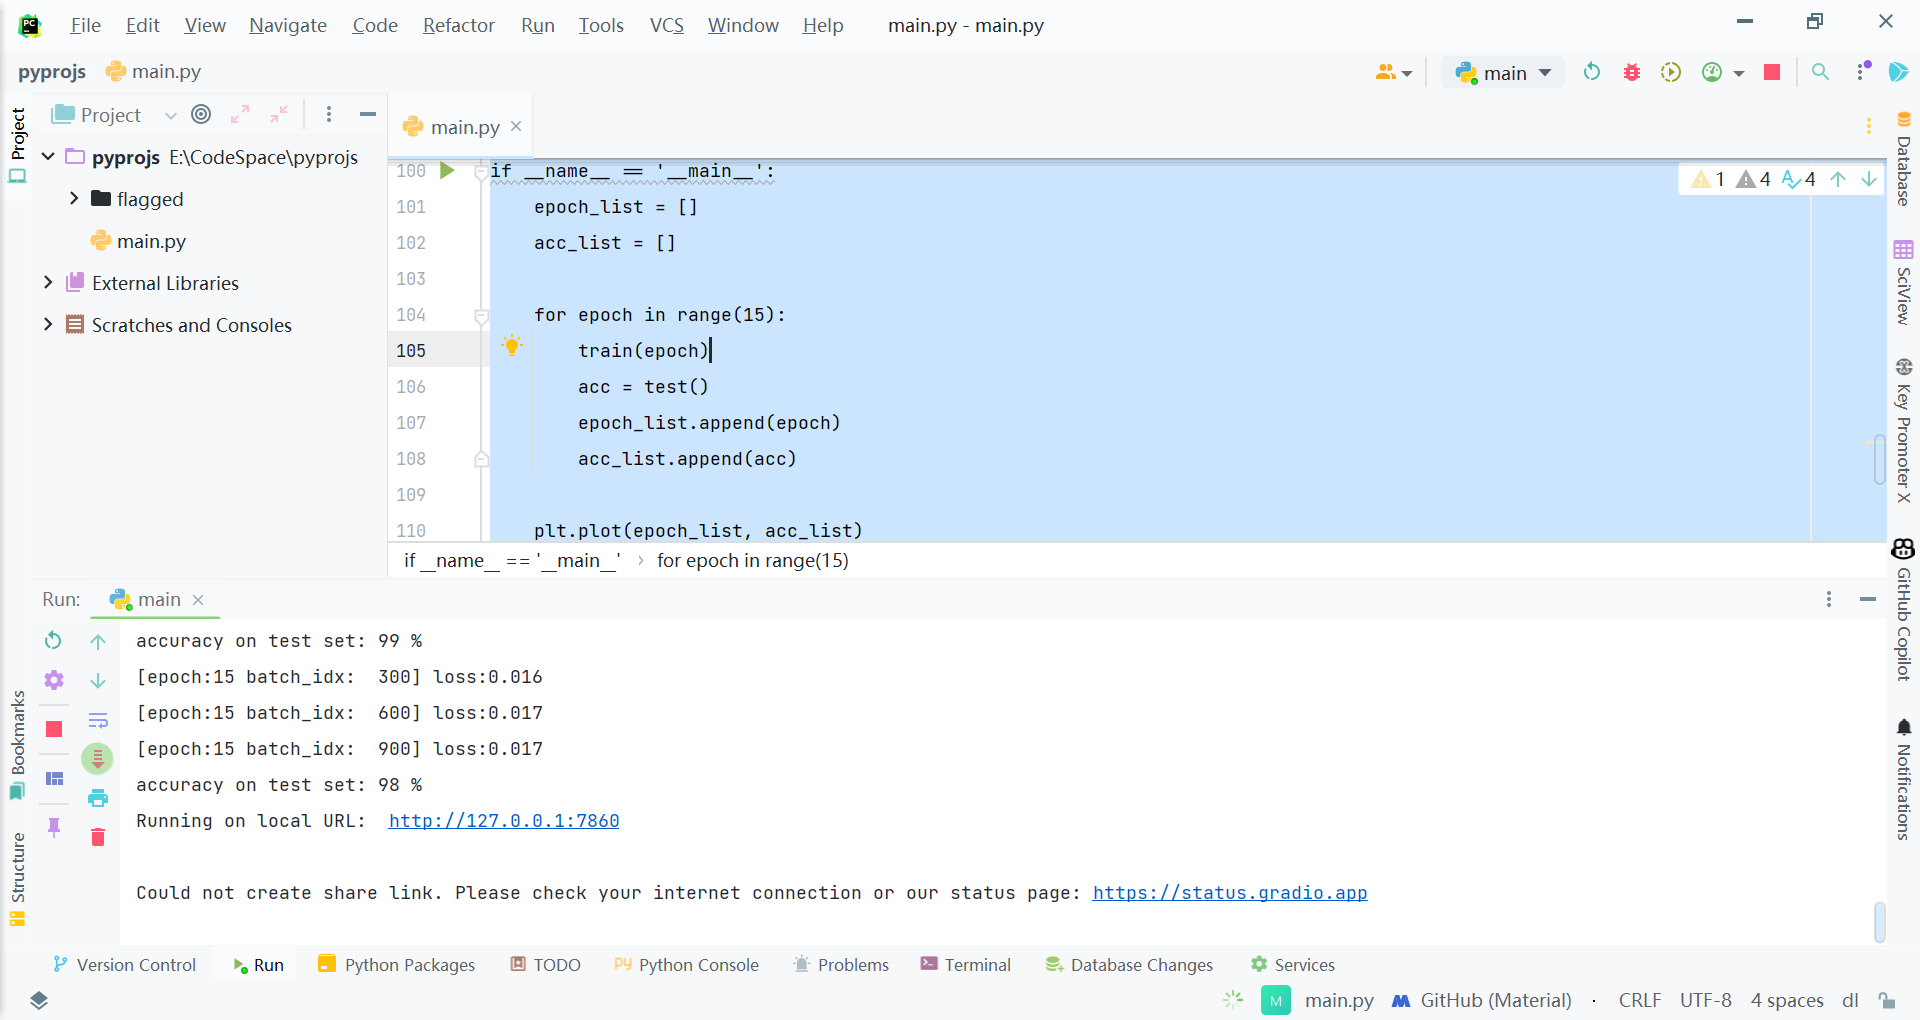 File Edit View Navigate Code Refactor Run Tools VCS Window Help main.py - main.py
pyprojs main.py
main
Project
Project
main.py
pyprojs E:\CodeSpace\pyprojs
flagged
main.py
External Libraries
Scratches and Consoles
100 if __name__ == '__main__':
101 epoch_list = []
102 acc_list = []
103
104 for epoch in range(15):
105 train(epoch)
106 acc = test()
107 epoch_list.append(epoch)
108 acc_list.append(acc)
109
110 plt.plot(epoch_list, acc_list)
1 4 4
if __name__ == '__main__' › for epoch in range(15)
Database
SciView
Key Promoter X
GitHub Copilot
Notifications
Bookmarks
Structure
Run: main
accuracy on test set: 99 %
[epoch:15 batch_idx:  300] loss:0.016
[epoch:15 batch_idx:  600] loss:0.017
[epoch:15 batch_idx:  900] loss:0.017
accuracy on test set: 98 %
Running on local URL:  http://127.0.0.1:7860
Could not create share link. Please check your internet connection or our status page: https://status.gradio.app
Version Control Run Python Packages TODO Python Console Problems Terminal Database Changes Services
M main.py GitHub (Material) · CRLF UTF-8 4 spaces dl